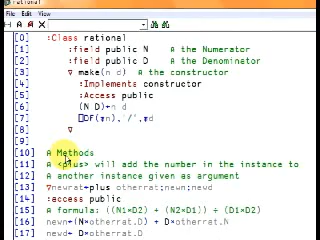 rational
File View
[0] :Class rational
[1] :field public N ⍝ the Numerator
[2] :field public D ⍝ the Denominator
[3] ∇ make(n d) ⍝ the constructor
[4] :Implements constructor
[5] :Access public
[6] (N D)←n d
[7] ⎕DF(⍕n),'/',⍕d
[8] ∇
[9]
[10] ⍝ Methods
[11] ⍝ <plus> will add the number in the instance to
[12] ⍝ another instance given as argument
[13] ∇newrat←plus otherrat;newn;newd
[14] :access public
[15] ⍝ formula: ((N1×D2) + (N2×D1)) ÷ (D1×D2)
[16] newn←(N×otherrat.D) + D×otherrat.N
[17] newd← D×otherrat.D